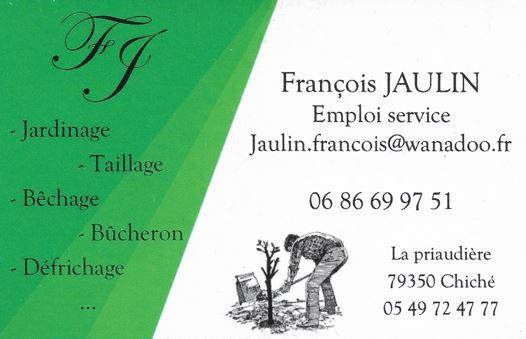 FJ
- Jardinage
- Taillage
- Bêchage
- Bûcheron
- Défrichage
...
François JAULIN
Emploi service
Jaulin.francois@wanadoo.fr
06 86 69 97 51
La priaudière
79350 Chiché
05 49 72 47 77